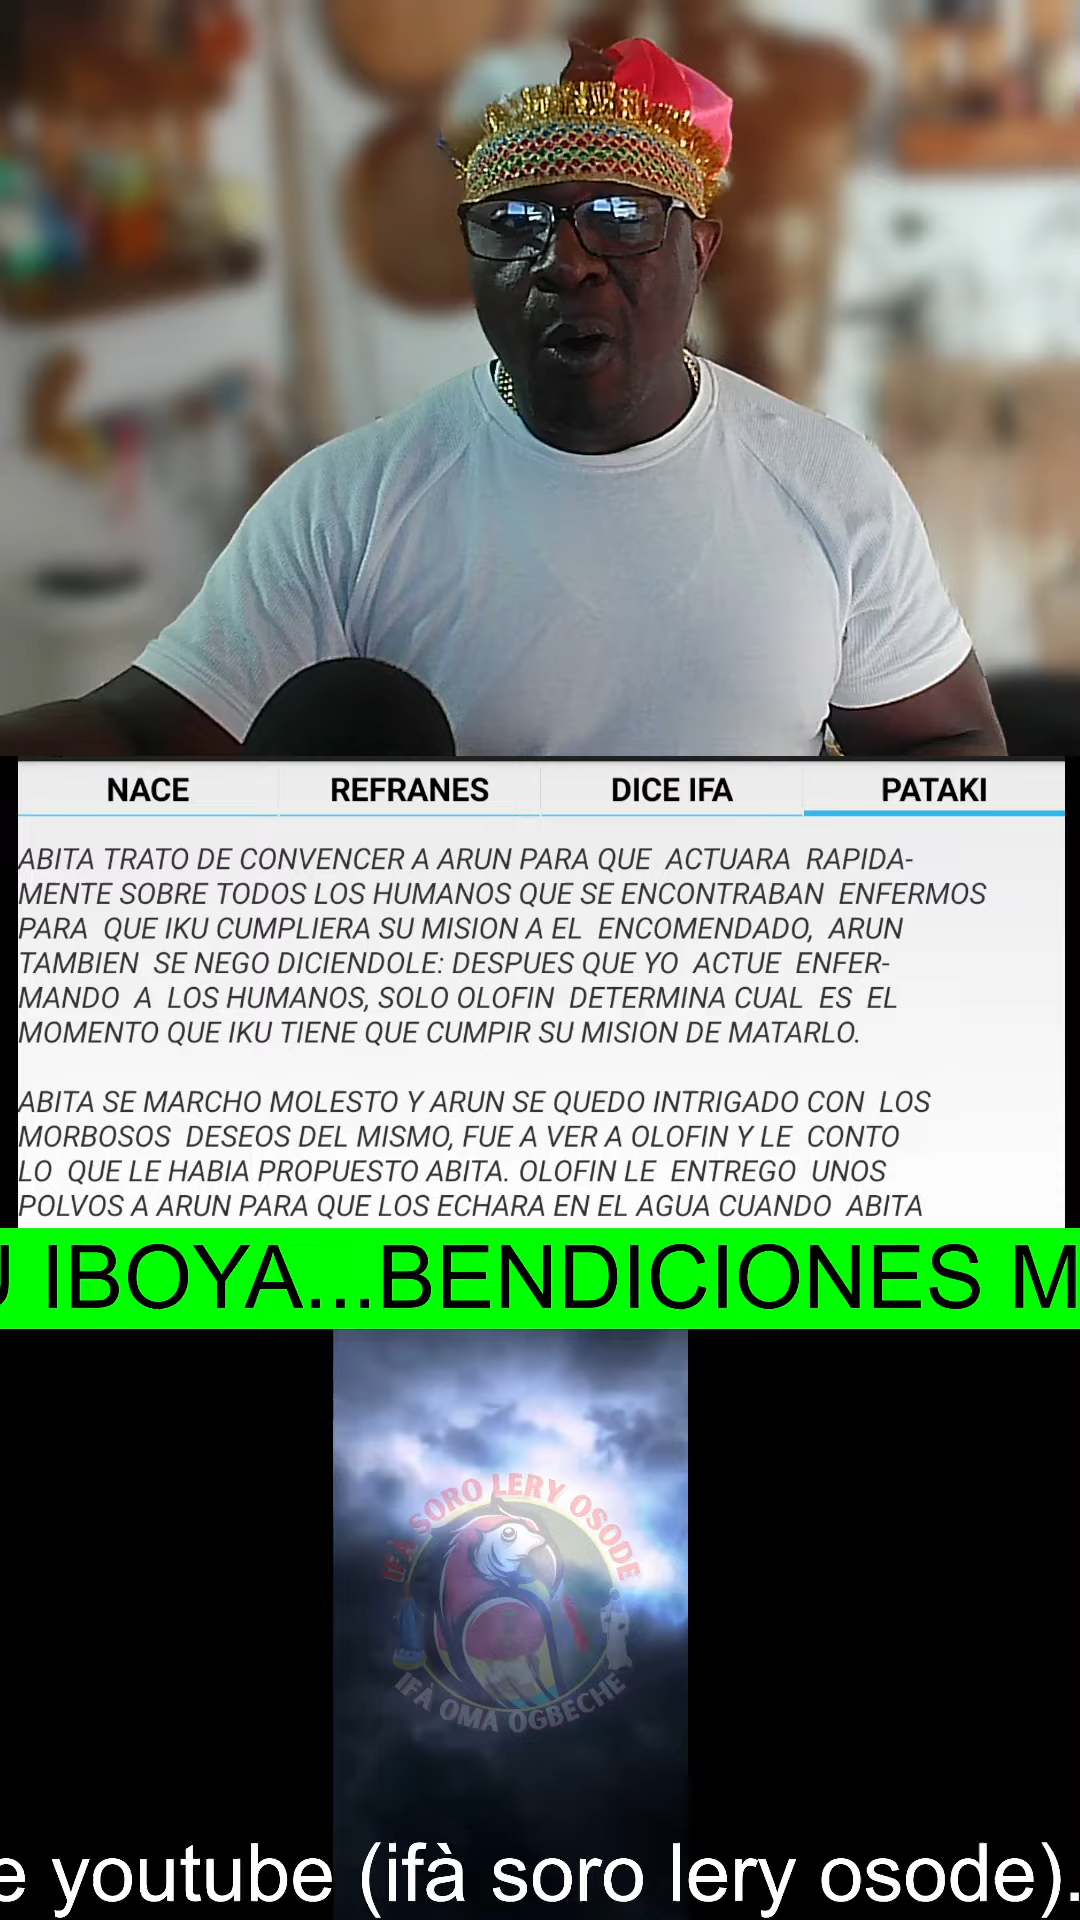 NACE
REFRANES
DICE IFA
PATAKI
ABITA TRATO DE CONVENCER A ARUN PARA QUE ACTUARA RAPIDA-
MENTE SOBRE TODOS LOS HUMANOS QUE SE ENCONTRABAN ENFERMOS
PARA QUE IKU CUMPLIERA SU MISION A EL ENCOMENDADO, ARUN
TAMBIEN SE NEGO DICIENDOLE: DESPUES QUE YO ACTUE ENFER-
MANDO A LOS HUMANOS, SOLO OLOFIN DETERMINA CUAL ES EL
MOMENTO QUE IKU TIENE QUE CUMPIR SU MISION DE MATARLO.
ABITA SE MARCHO MOLESTO Y ARUN SE QUEDO INTRIGADO CON LOS
MORBOSOS DESEOS DEL MISMO, FUE A VER A OLOFIN Y LE CONTO
LO QUE LE HABIA PROPUESTO ABITA. OLOFIN LE ENTREGO UNOS
POLVOS A ARUN PARA QUE LOS ECHARA EN EL AGUA CUANDO ABITA
U IBOYA...BENDICIONES M
IFÀ SORO LERY OSODE
IFÀ OMA OGBECHE
e youtube (ifà soro lery osode).